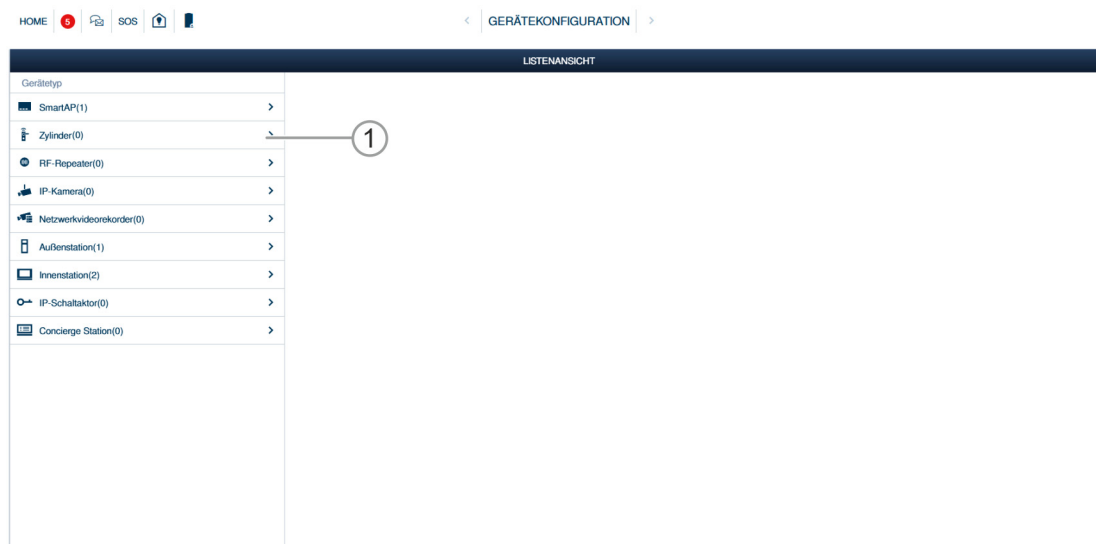 HOME 5 SOS < GERÄTEKONFIGURATION >
LISTENANSICHT
Gerätetyp
SmartAP(1)
Zylinder(0) 1
RF-Repeater(0)
IP-Kamera(0)
Netzwerkvideorekorder(0)
Außenstation(1)
Innenstation(2)
IP-Schaltaktor(0)
Concierge Station(0)